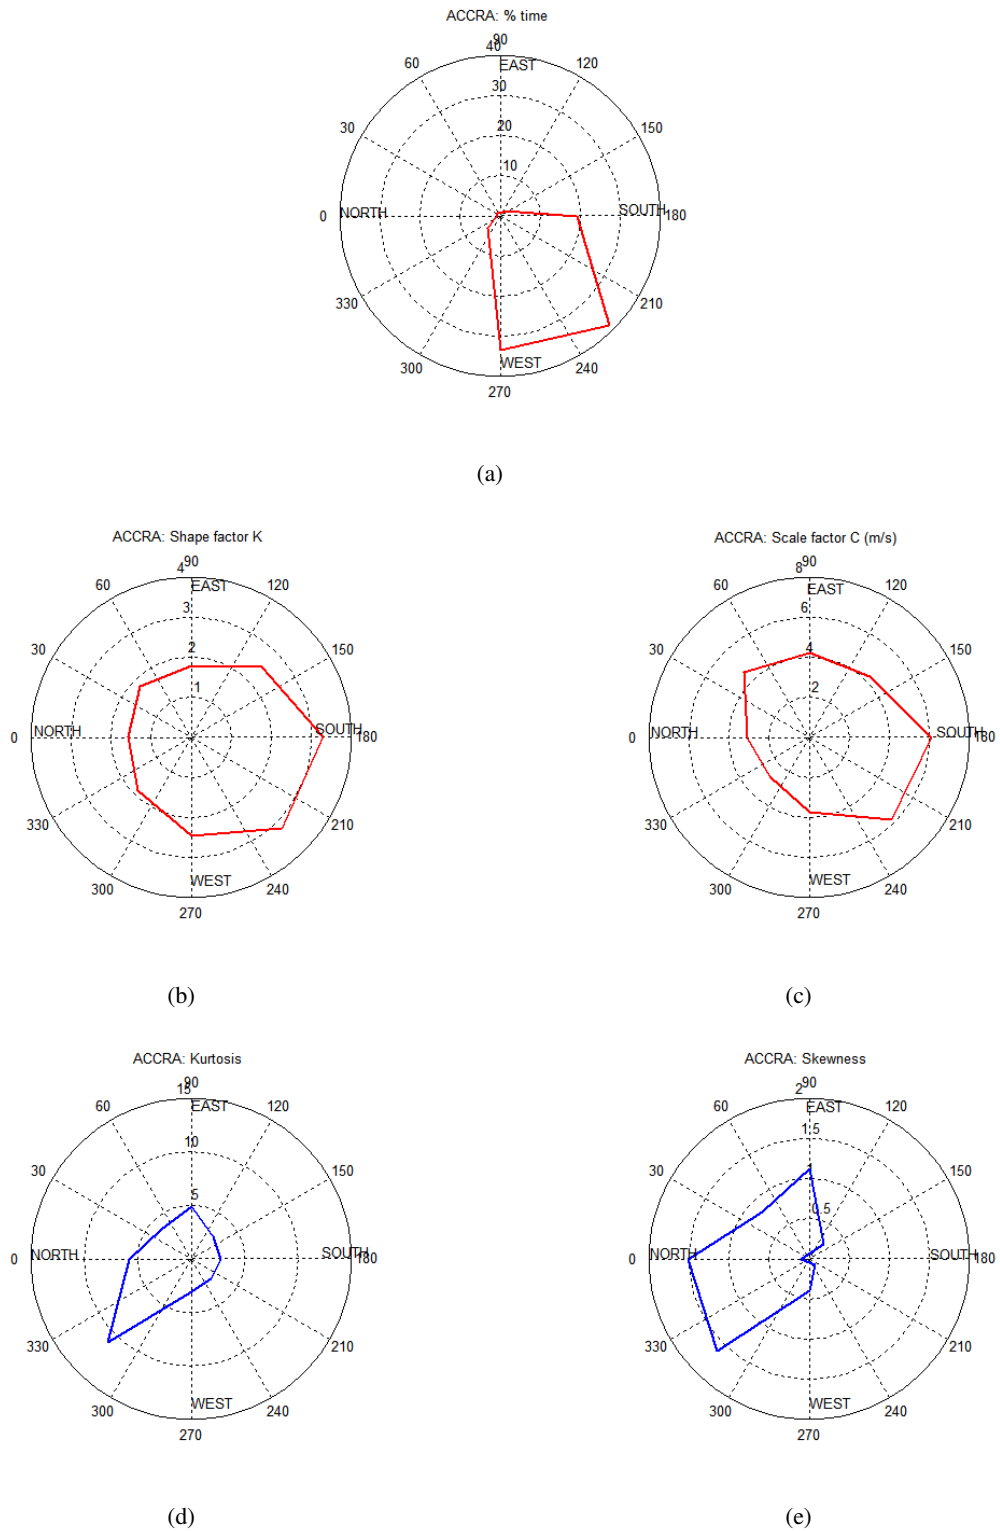 ACCRA: % time
90
40
EAST
60
120
30
30
150
20
10
0
NORTH
SOUTH
180
330
210
300
WEST
240
270
(a)
ACCRA: Shape factor K
90
4
EAST
60
120
3
30
150
2
1
0
NORTH
SOUTH
180
330
210
300
WEST
240
270
(b)
ACCRA: Scale factor C (m/s)
90
8
EAST
60
120
6
30
150
4
2
0
NORTH
SOUTH
180
330
210
300
WEST
240
270
(c)
ACCRA: Kurtosis
90
15
EAST
60
120
10
30
150
5
0
NORTH
SOUTH
180
330
210
300
WEST
240
270
(d)
ACCRA: Skewness
90
2
EAST
60
120
1.5
30
150
1
0.5
0
NORTH
SOUTH
180
330
210
300
WEST
240
270
(e)